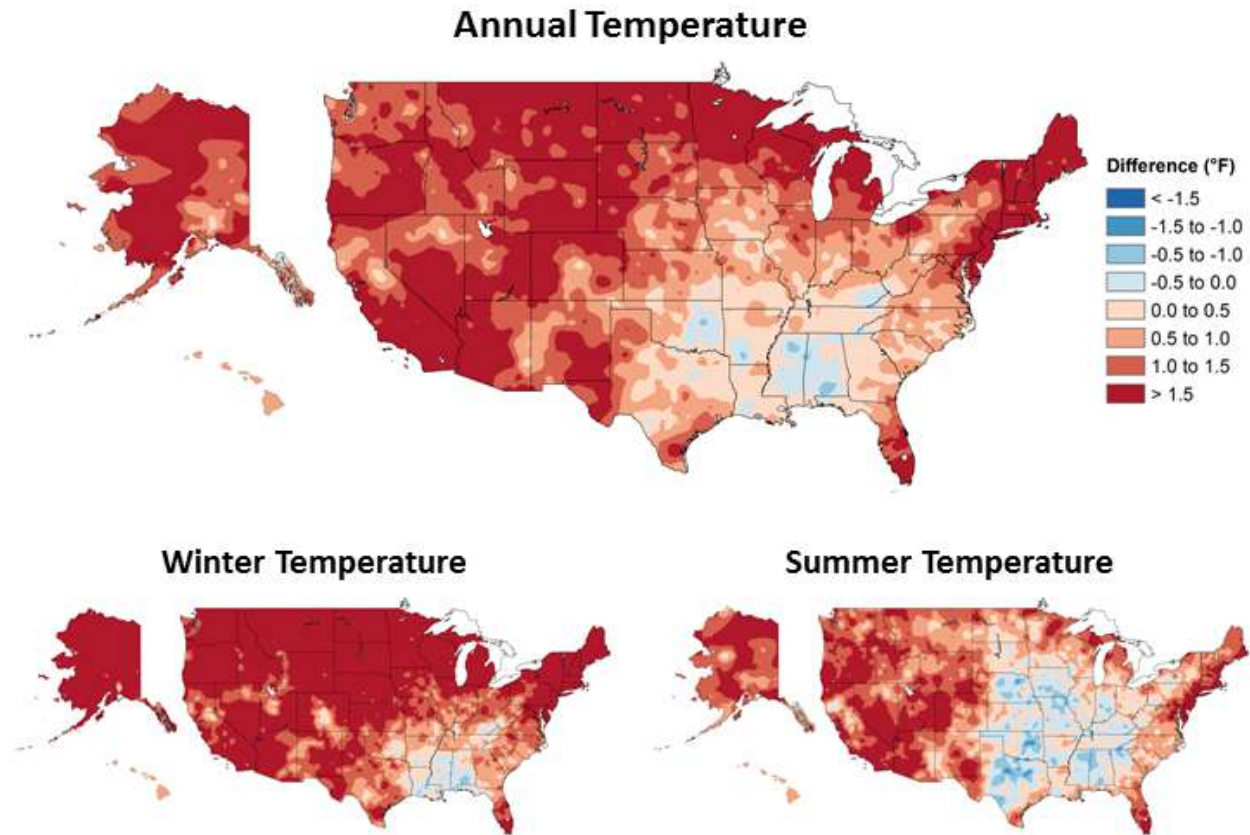 Annual Temperature
Difference (°F)
< -1.5
-1.5 to -1.0
-0.5 to -1.0
-0.5 to 0.0
0.0 to 0.5
0.5 to 1.0
1.0 to 1.5
> 1.5
Winter Temperature
Summer Temperature